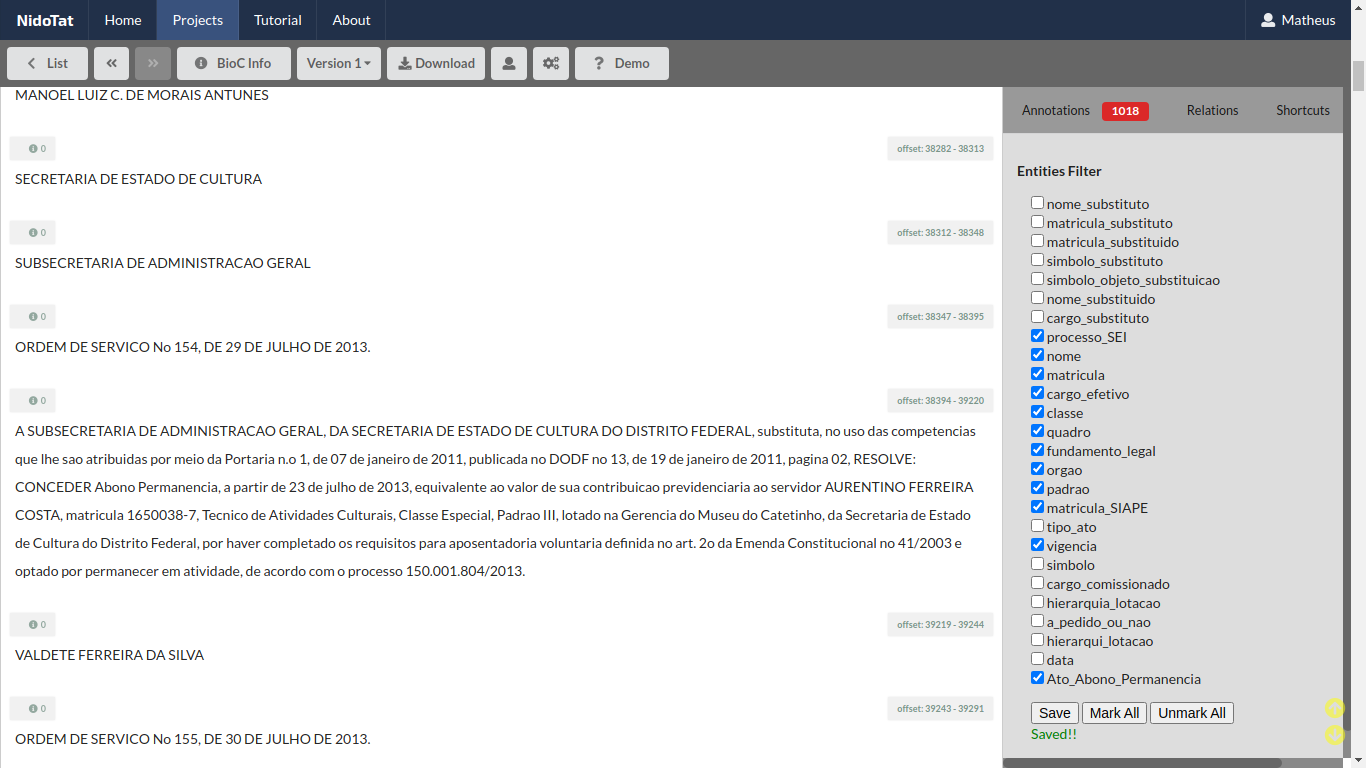 NidoTat Home Projects Tutorial About Matheus
List BioC Info Version 1 Download Demo
MANOEL LUIZ C. DE MORAIS ANTUNES
0 offset: 38282 - 38313
SECRETARIA DE ESTADO DE CULTURA
0 offset: 38312 - 38348
SUBSECRETARIA DE ADMINISTRACAO GERAL
0 offset: 38347 - 38395
ORDEM DE SERVICO No 154, DE 29 DE JULHO DE 2013.
0 offset: 38394 - 39220
A SUBSECRETARIA DE ADMINISTRACAO GERAL, DA SECRETARIA DE ESTADO DE CULTURA DO DISTRITO FEDERAL, substituta, no uso das competencias
que lhe sao atribuidas por meio da Portaria n.o 1, de 07 de janeiro de 2011, publicada no DODF no 13, de 19 de janeiro de 2011, pagina 02, RESOLVE:
CONCEDER Abono Permanencia, a partir de 23 de julho de 2013, equivalente ao valor de sua contribuicao previdenciaria ao servidor AURENTINO FERREIRA
COSTA, matricula 1650038-7, Tecnico de Atividades Culturais, Classe Especial, Padrao III, lotado na Gerencia do Museu do Catetinho, da Secretaria de Estado
de Cultura do Distrito Federal, por haver completado os requisitos para aposentadoria voluntaria definida no art. 2o da Emenda Constitucional no 41/2003 e
optado por permanecer em atividade, de acordo com o processo 150.001.804/2013.
0 offset: 39219 - 39244
VALDETE FERREIRA DA SILVA
0 offset: 39243 - 39291
ORDEM DE SERVICO No 155, DE 30 DE JULHO DE 2013.
Annotations 1018 Relations Shortcuts
Entities Filter
nome_substituto
matricula_substituto
matricula_substituido
simbolo_substituto
simbolo_objeto_substituicao
nome_substituido
cargo_substituto
processo_SEI
nome
matricula
cargo_efetivo
classe
quadro
fundamento_legal
orgao
padrao
matricula_SIAPE
tipo_ato
vigencia
simbolo
cargo_comissionado
hierarquia_lotacao
a_pedido_ou_nao
hierarqui_lotacao
data
Ato_Abono_Permanencia
Save Mark All Unmark All
Saved!!